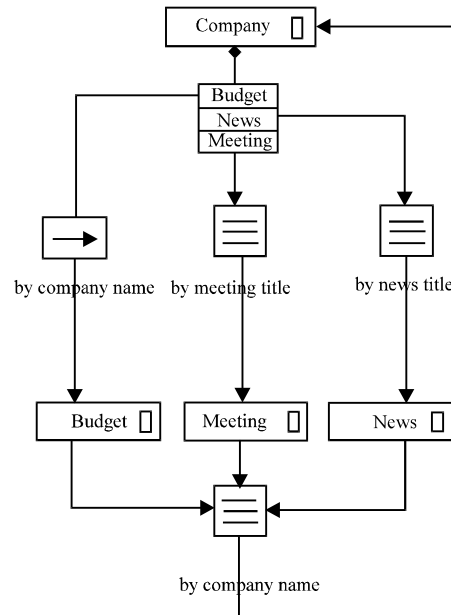 Company
Budget
News
Meeting
by company name
by meeting title
by news title
Budget
Meeting
News
by company name